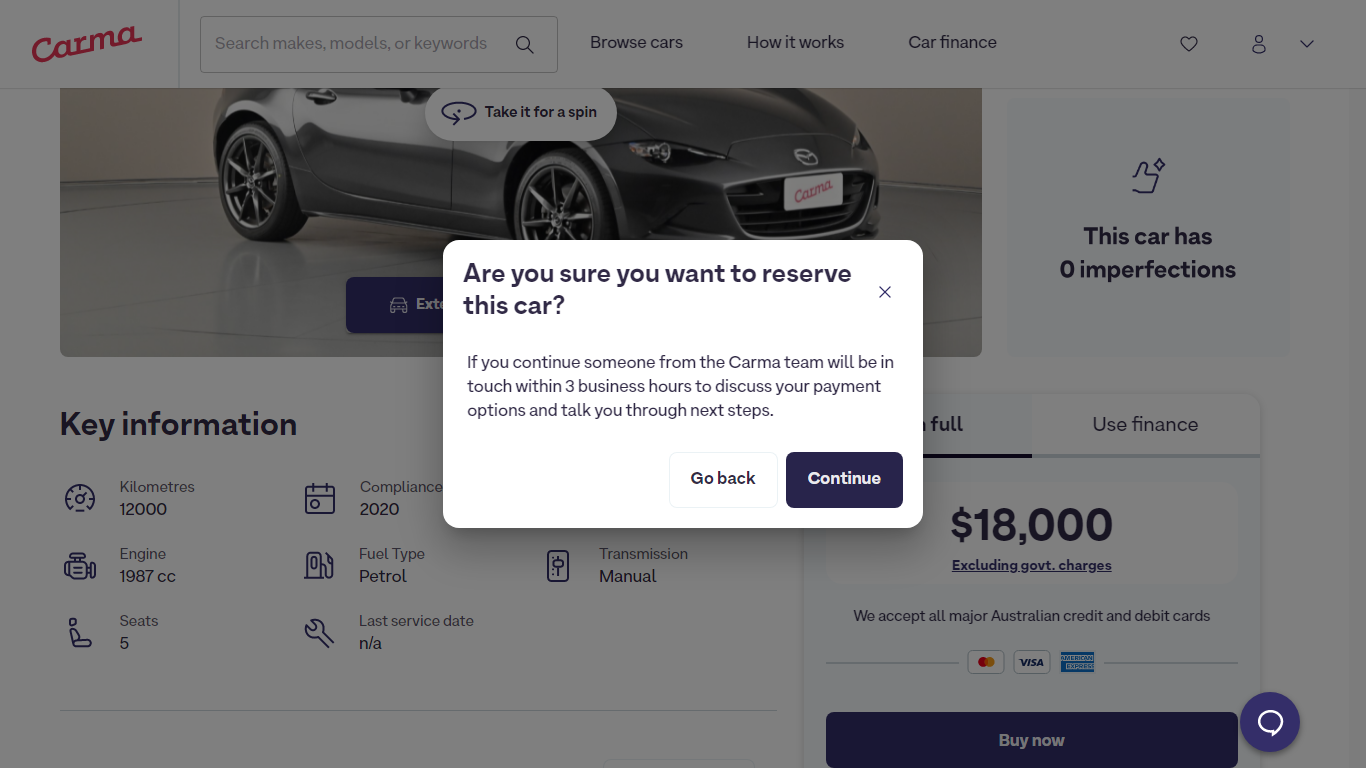 Carma
Search makes, models, or keywords
Browse cars
How it works
Car finance
Take it for a spin
Carma
This car has
0 imperfections
Are you sure you want to reserve
this car?
If you continue someone from the Carma team will be in
touch within 3 business hours to discuss your payment
options and talk you through next steps.
Go back
Continue
Key information
Kilometres
12000
Compliance
2020
Engine
1987 cc
Fuel Type
Petrol
Transmission
Manual
Seats
5
Last service date
n/a
full
Use finance
$18,000
Excluding govt. charges
We accept all major Australian credit and debit cards
VISA
AMERICAN
EXPRESS
Buy now